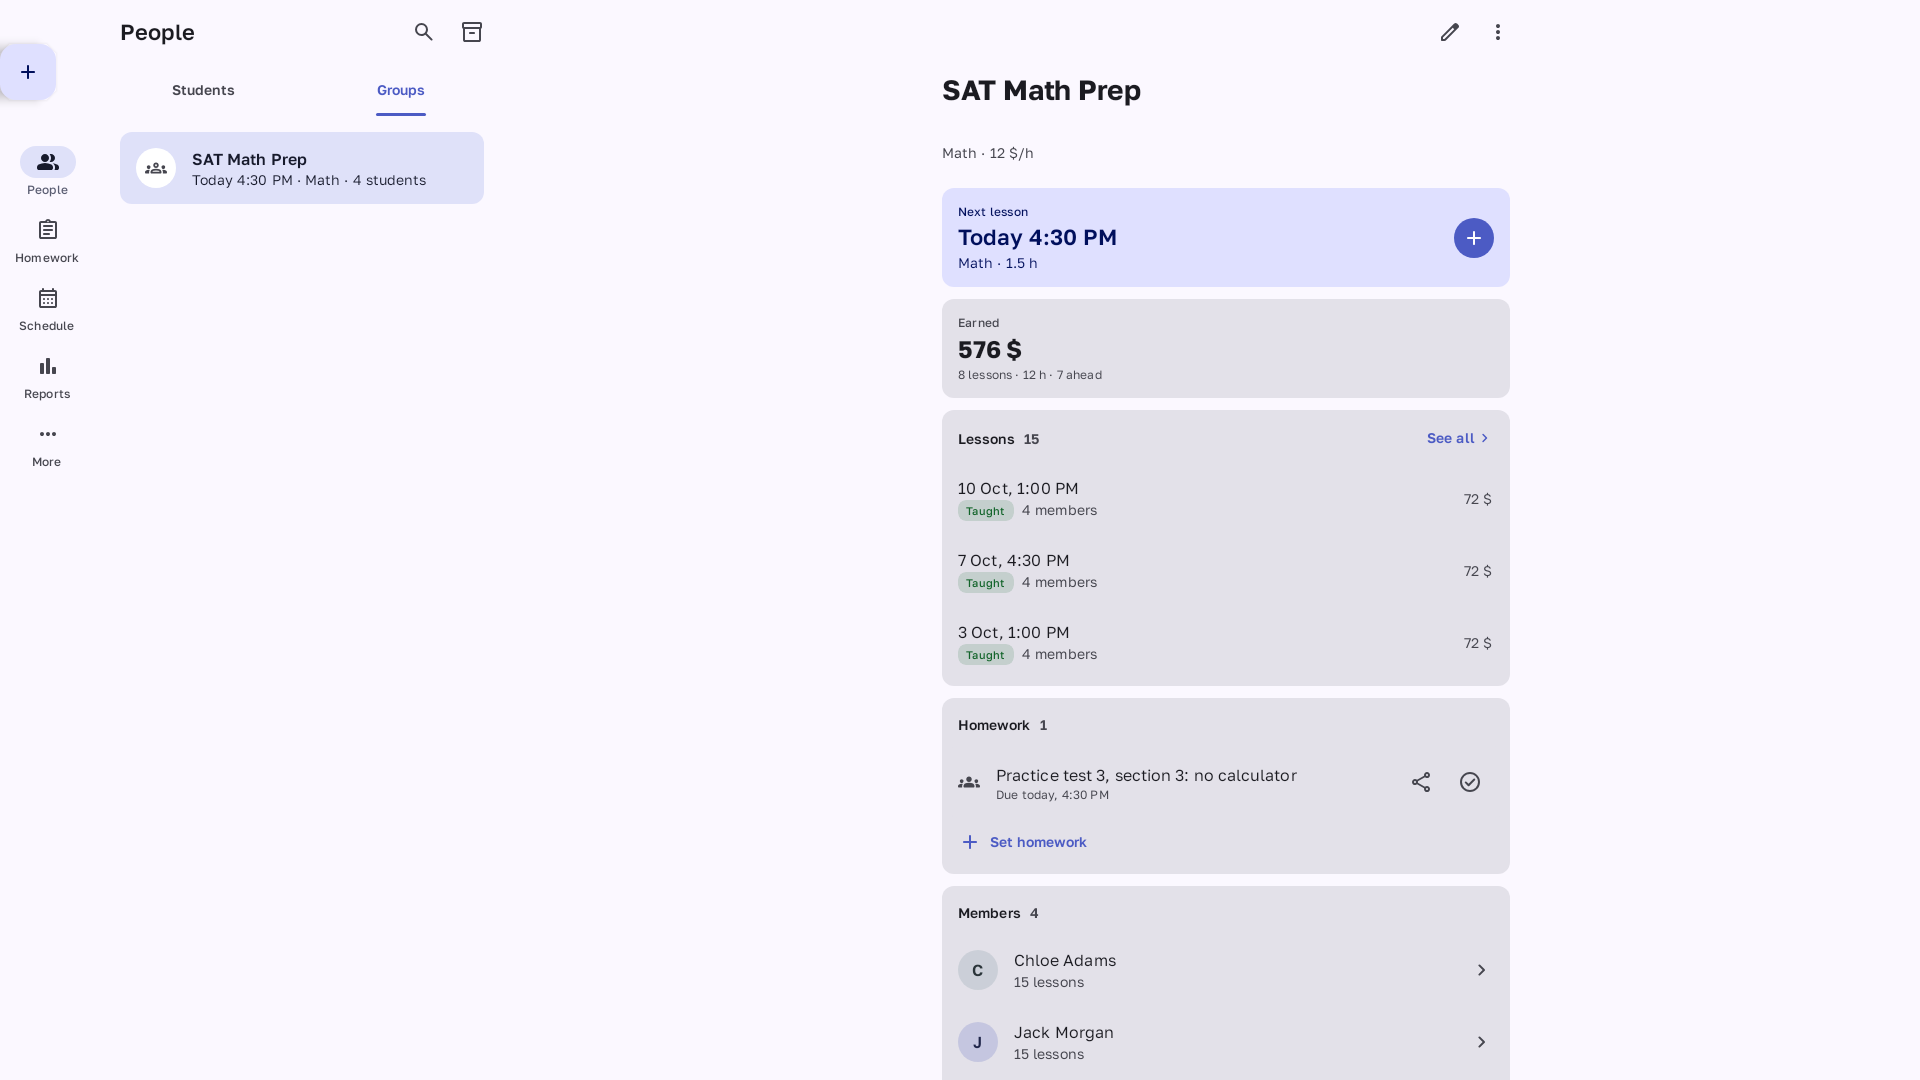 People
Students
Groups
SAT Math Prep
Today 4:30 PM · Math · 4 students
People
Homework
Schedule
Reports
More
SAT Math Prep
Math · 12 $/h
Next lesson
Today 4:30 PM
Math · 1.5 h
Earned
576 $
8 lessons · 12 h · 7 ahead
Lessons 15
See all
10 Oct, 1:00 PM
Taught 4 members
72 $
7 Oct, 4:30 PM
Taught 4 members
72 $
3 Oct, 1:00 PM
Taught 4 members
72 $
Homework 1
Practice test 3, section 3: no calculator
Due today, 4:30 PM
Set homework
Members 4
C
Chloe Adams
15 lessons
J
Jack Morgan
15 lessons